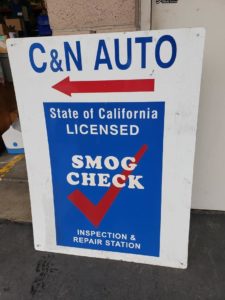 C&N AUTO
State of California
LICENSED
SMOG
CHECK
INSPECTION &
REPAIR STATION